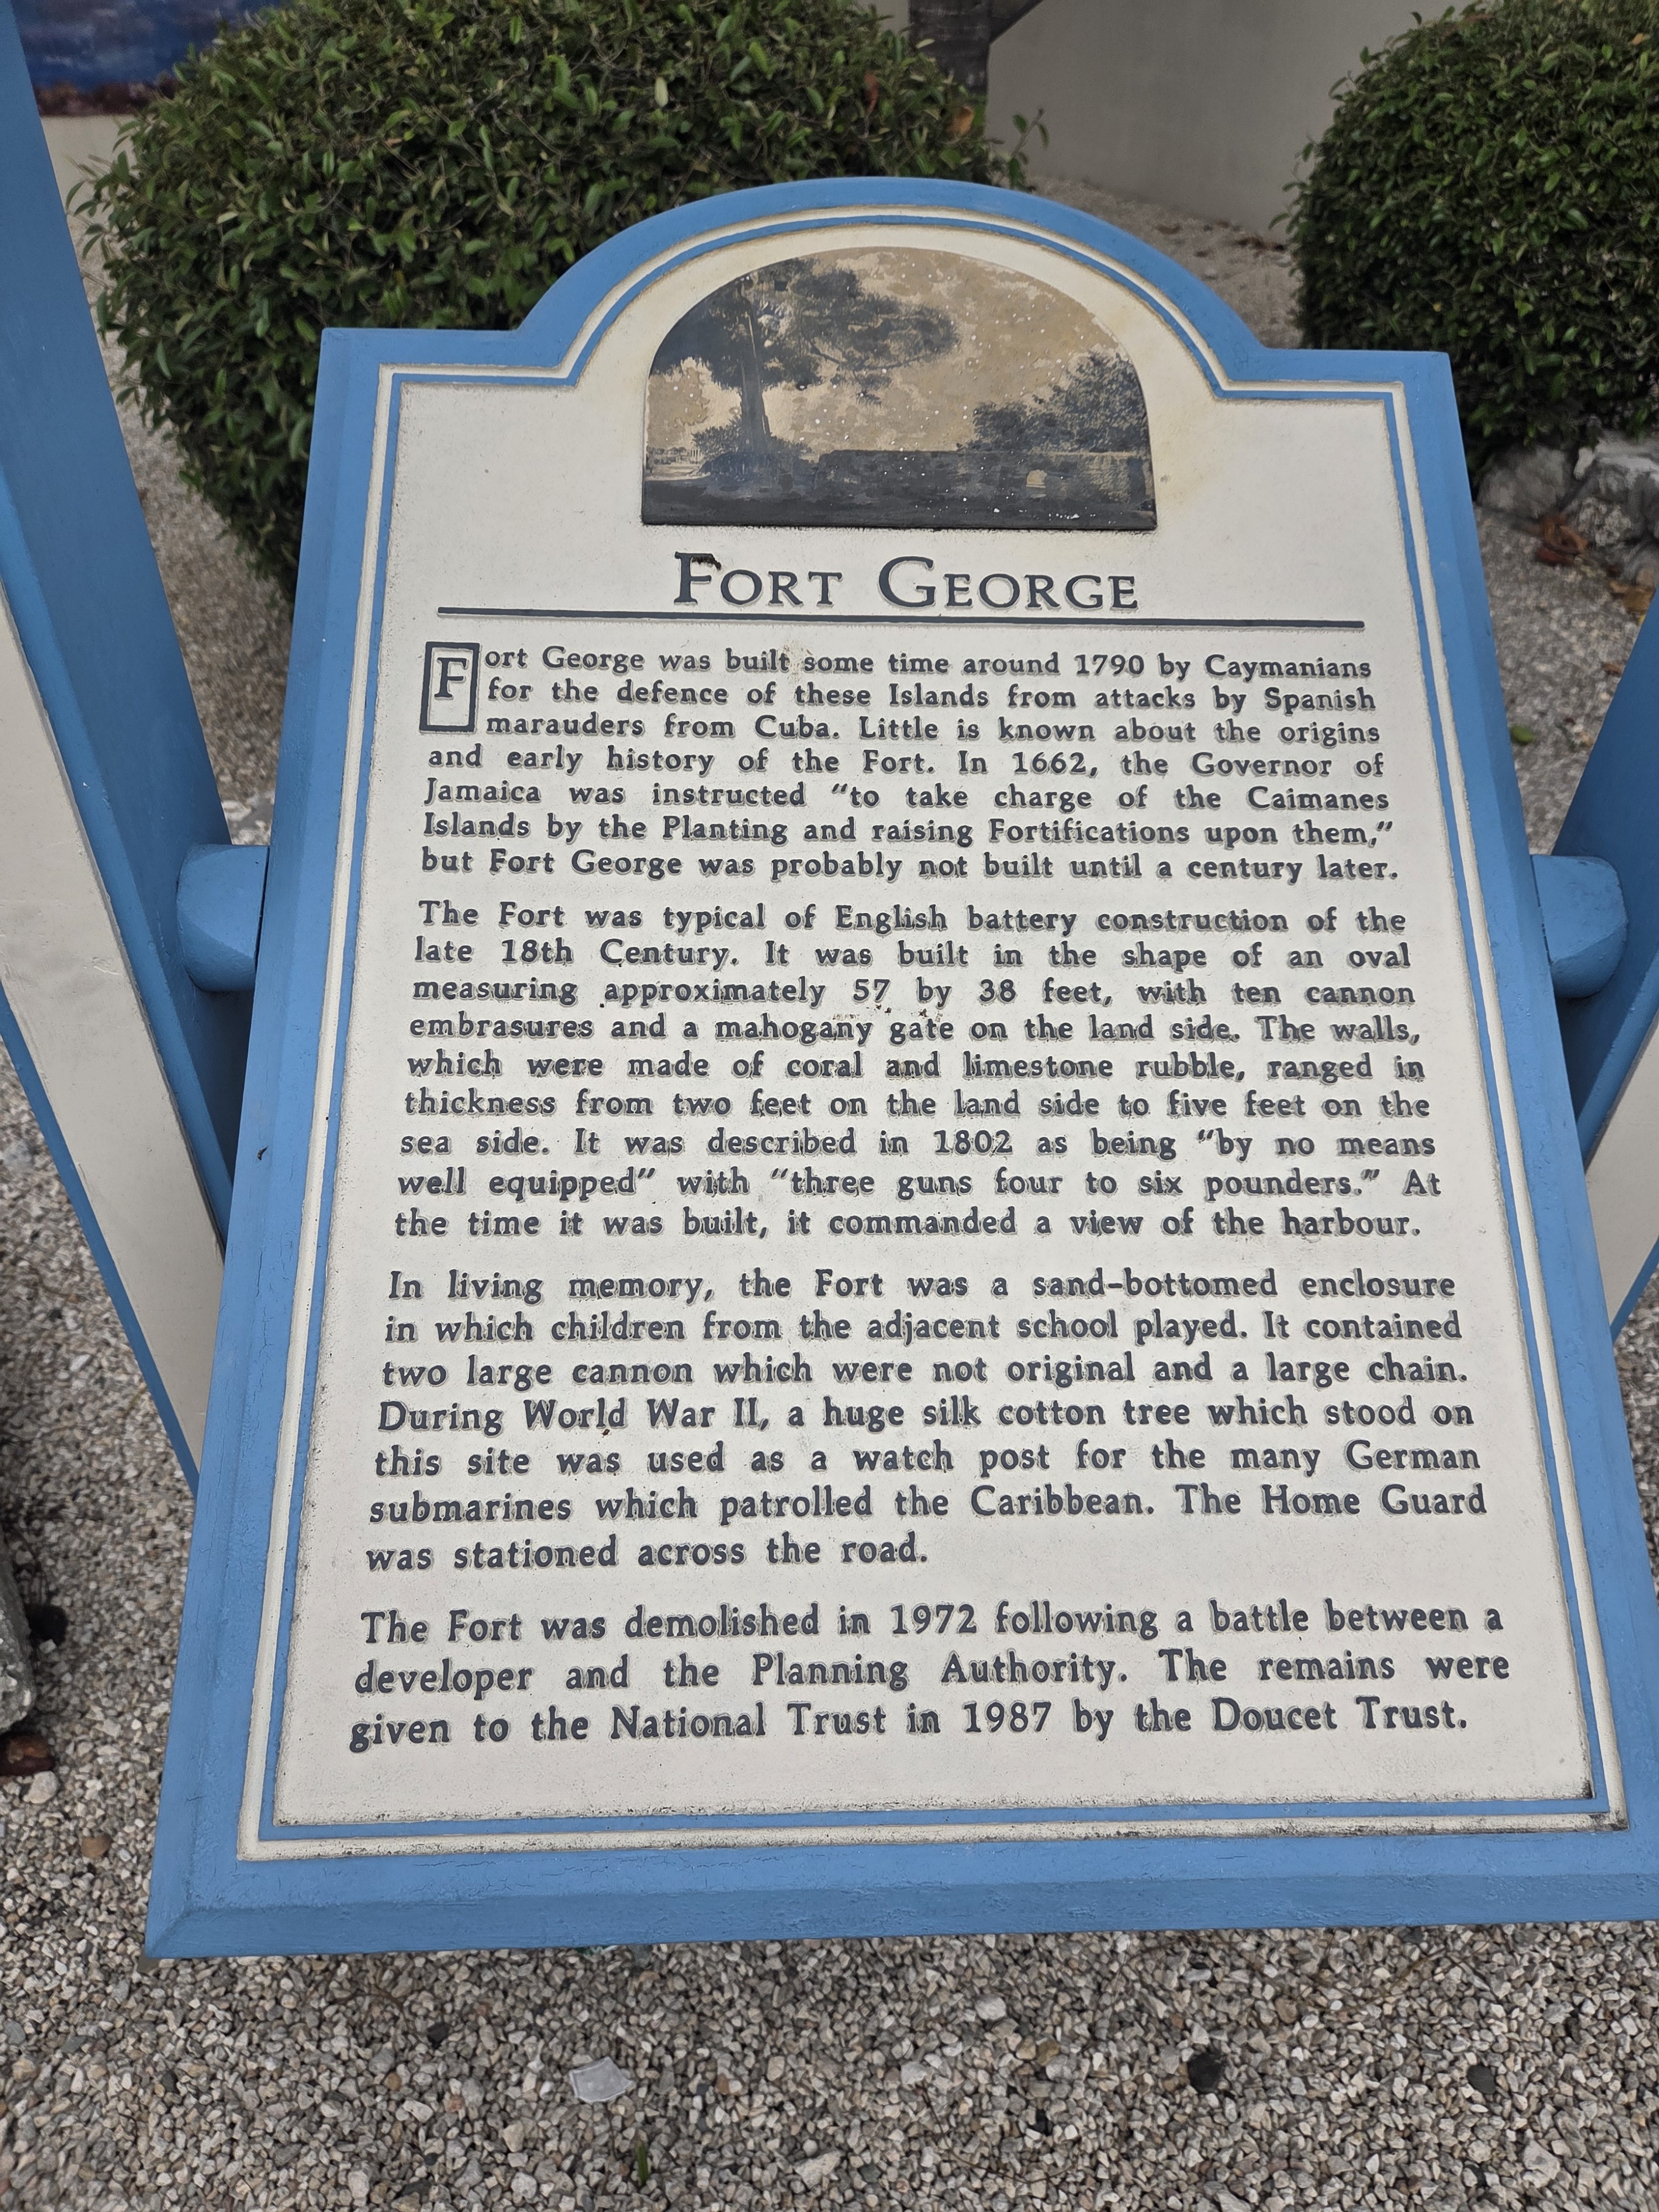 FORT GEORGE
Fort George was built some time around 1790 by Caymanians
for the defence of these Islands from attacks by Spanish
marauders from Cuba. Little is known about the origins
and early history of the Fort. In 1662, the Governor of
Jamaica was instructed "to take charge of the Caimanes
Islands by the Planting and raising Fortifications upon them,"
but Fort George was probably not built until a century later.
The Fort was typical of English battery construction of the
late 18th Century. It was built in the shape of an oval
measuring approximately 57 by 38 feet, with ten cannon
embrasures and a mahogany gate on the land side. The walls,
which were made of coral and limestone rubble, ranged in
thickness from two feet on the land side to five feet on the
sea side. It was described in 1802 as being "by no means
well equipped" with "three guns four to six pounders." At
the time it was built, it commanded a view of the harbour.
In living memory, the Fort was a sand-bottomed enclosure
in which children from the adjacent school played. It contained
two large cannon which were not original and a large chain.
During World War II, a huge silk cotton tree which stood on
this site was used as a watch post for the many German
submarines which patrolled the Caribbean. The Home Guard
was stationed across the road.
The Fort was demolished in 1972 following a battle between a
developer and the Planning Authority. The remains were
given to the National Trust in 1987 by the Doucet Trust.